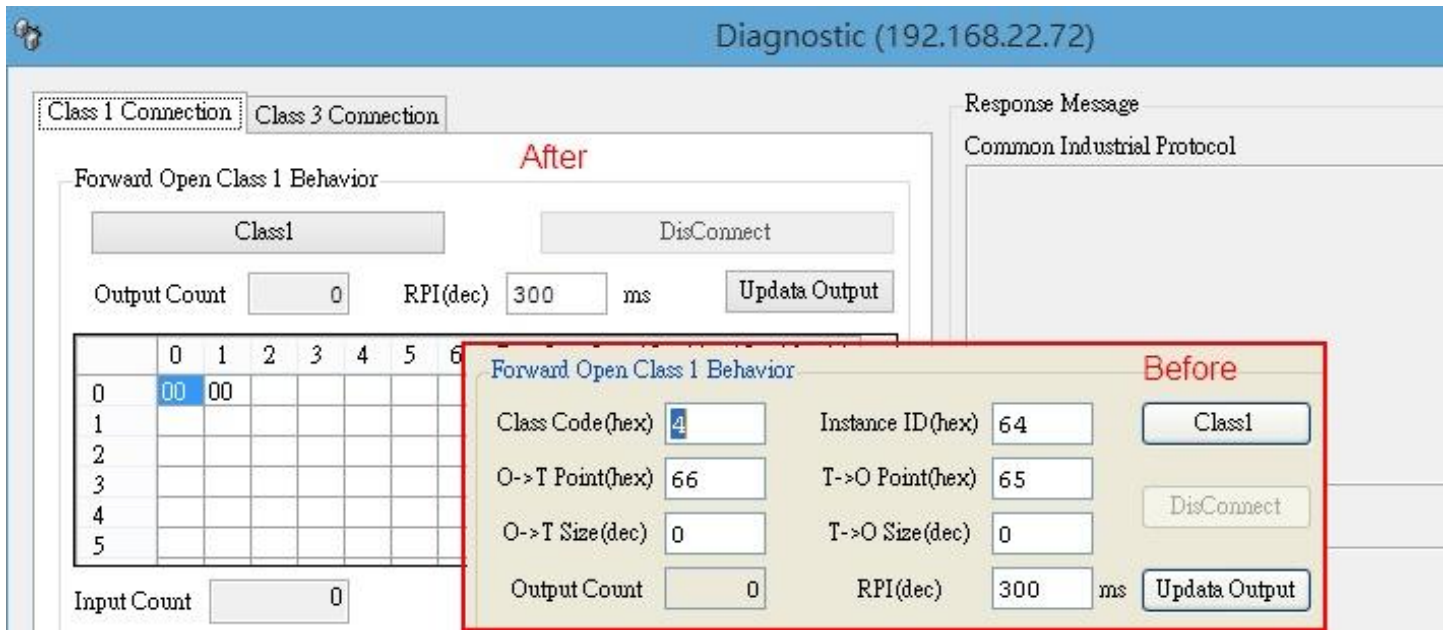 Diagnostic (192.168.22.72)
Class 1 Connection Class 3 Connection
After
Forward Open Class 1 Behavior
Class1 DisConnect
Output Count 0 RPI(dec) 300 ms Updata Output
0 1 2 3 4 5 6
0 00 00
1
2
3
4
5
Input Count 0
Before
Forward Open Class 1 Behavior
Class Code(hex) 4 Instance ID(hex) 64 Class1
O->T Point(hex) 66 T->O Point(hex) 65
DisConnect
O->T Size(dec) 0 T->O Size(dec) 0
Output Count 0 RPI(dec) 300 ms Updata Output
Response Message
Common Industrial Protocol